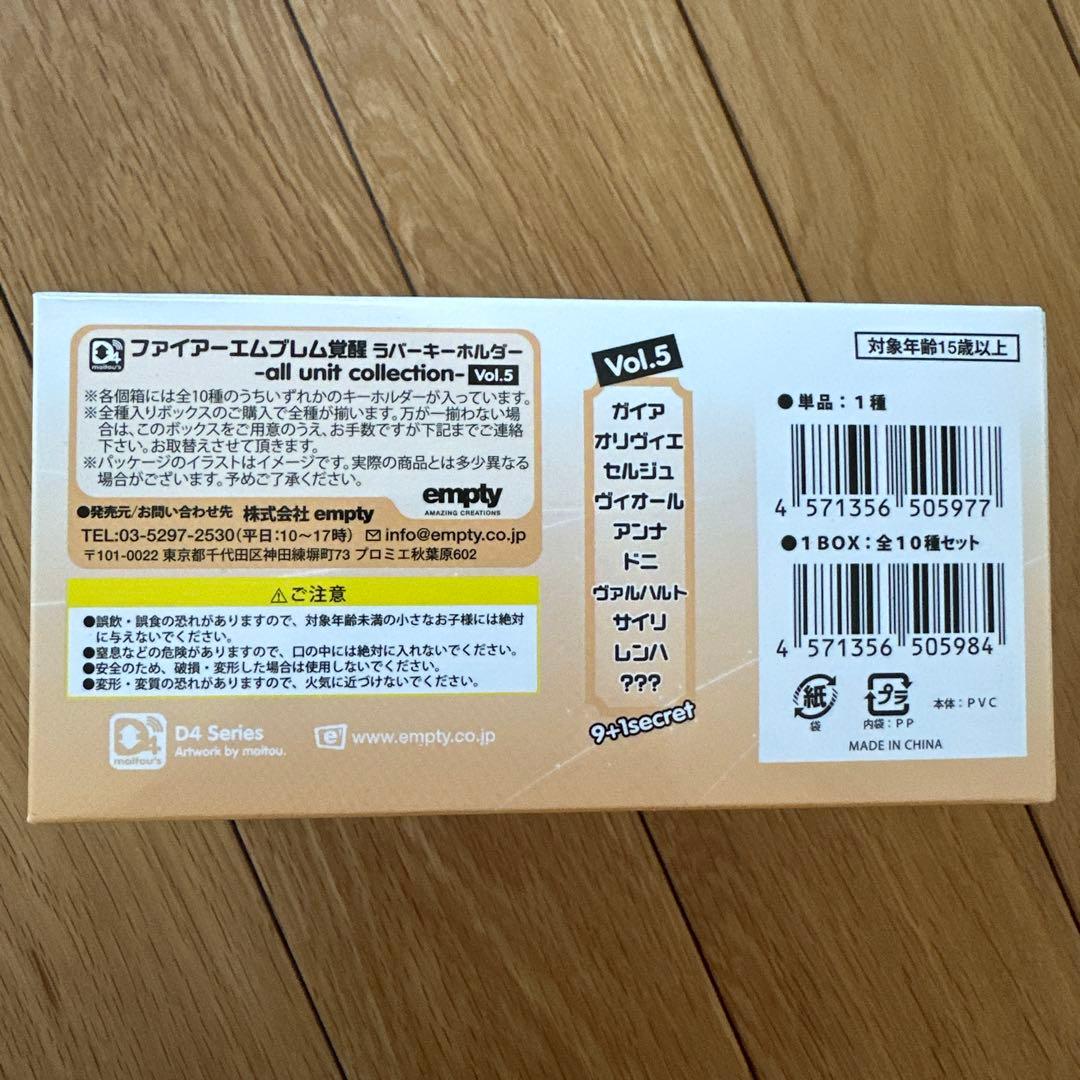 D4
maitou's
ファイアーエムブレム覚醒 ラバーキーホルダー
-all unit collection- Vol.5
※各個箱には全10種のうちいずれかのキーホルダーが入っています。
※全種入りボックスのご購入で全種が揃います。万が一揃わない場
合は、このボックスをご用意のうえ、お手数ですが下記までご連絡
下さい。お取替えさせて頂きます。
※パッケージのイラストはイメージです。実際の商品とは多少異なる
場合がございます。予めご了承ください。
empty
AMAZING CREATIONS
●発売元/お問い合わせ先 株式会社 empty
TEL:03-5297-2530(平日:10〜17時) info@empty.co.jp
〒101-0022 東京都千代田区神田練塀町73 プロミエ秋葉原602
⚠ご注意
●誤飲・誤食の恐れがありますので、対象年齢未満の小さなお子様には絶対
に与えないでください。
●窒息などの危険がありますので、口の中には絶対に入れないでください。
●安全のため、破損・変形した場合は使用しないでください。
●変形・変質の恐れがありますので、火気に近づけないでください。
D4
maitou's
D4 Series
Artwork by maitou.
e www.empty.co.jp
Vol.5
ガイア
オリヴィエ
セルジュ
ヴィオール
アンナ
ドニ
ヴァルハルト
サイリ
レンハ
???
9+1secret
対象年齢15歳以上
●単品:1種
4 571356 505977
●1BOX:全10種セット
4 571356 505984
紙
袋
プラ
内袋:PP
本体:PVC
MADE IN CHINA